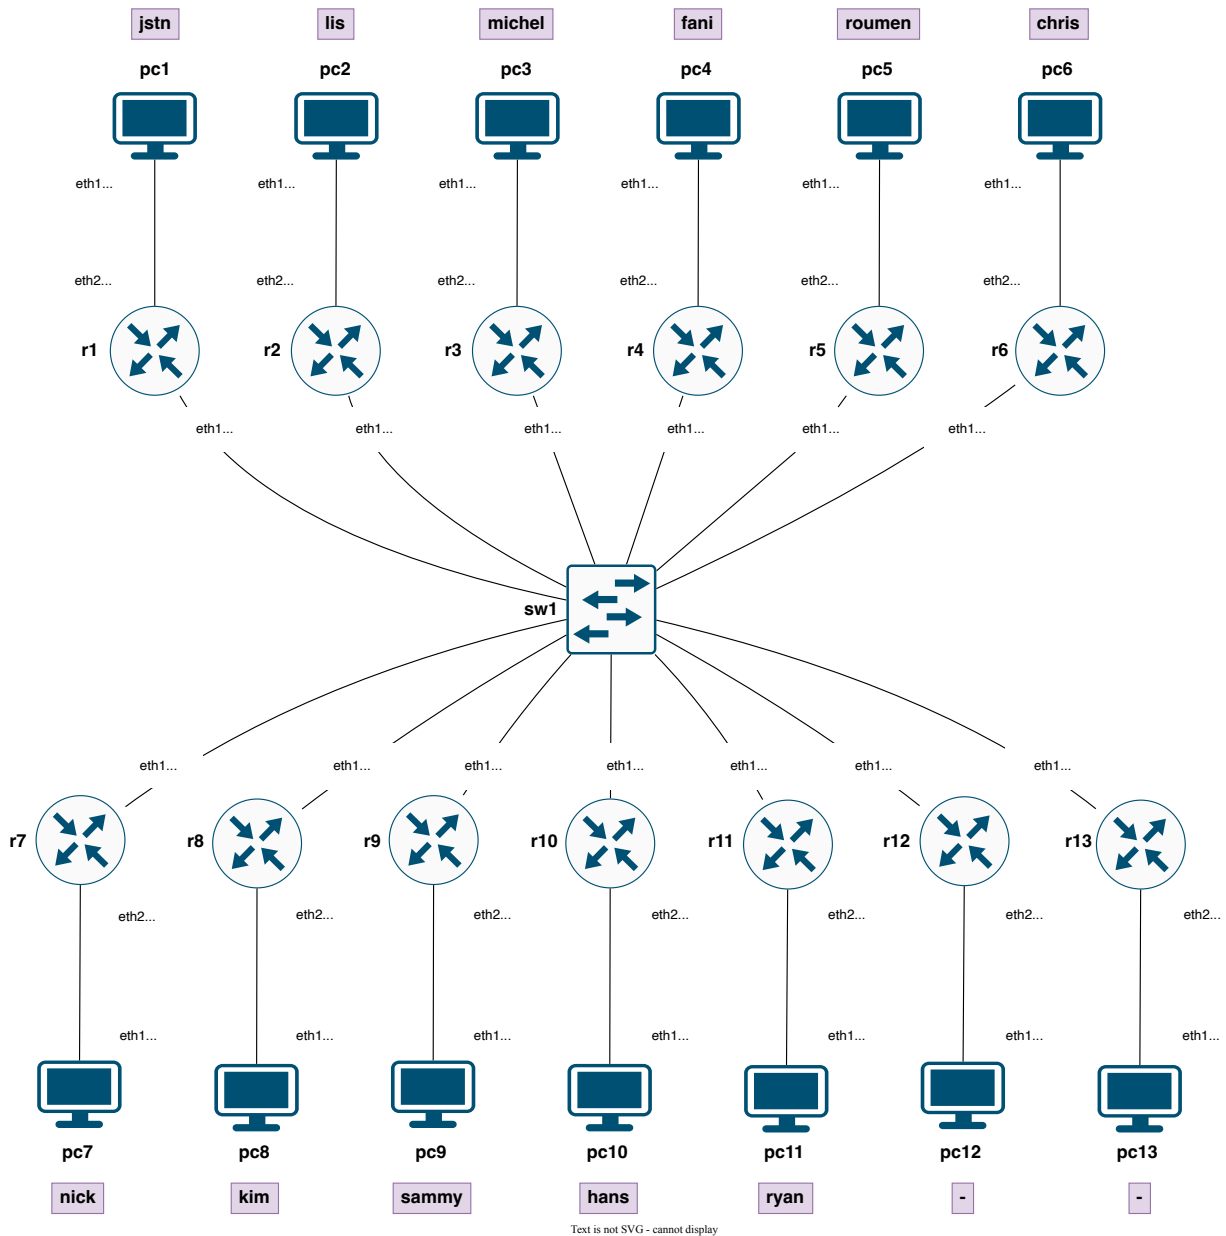 jstn lis michel fani roumen chris
pc1 pc2 pc3 pc4 pc5 pc6
eth1... eth1... eth1... eth1... eth1... eth1...
eth2... eth2... eth2... eth2... eth2... eth2...
r1 r2 r3 r4 r5 r6
eth1... eth1... eth1... eth1... eth1... eth1...
sw1
eth1... eth1... eth1... eth1... eth1... eth1... eth1...
r7 r8 r9 r10 r11 r12 r13
eth2... eth2... eth2... eth2... eth2... eth2... eth2...
eth1... eth1... eth1... eth1... eth1... eth1... eth1...
pc7 pc8 pc9 pc10 pc11 pc12 pc13
nick kim sammy hans ryan - -
Text is not SVG - cannot display